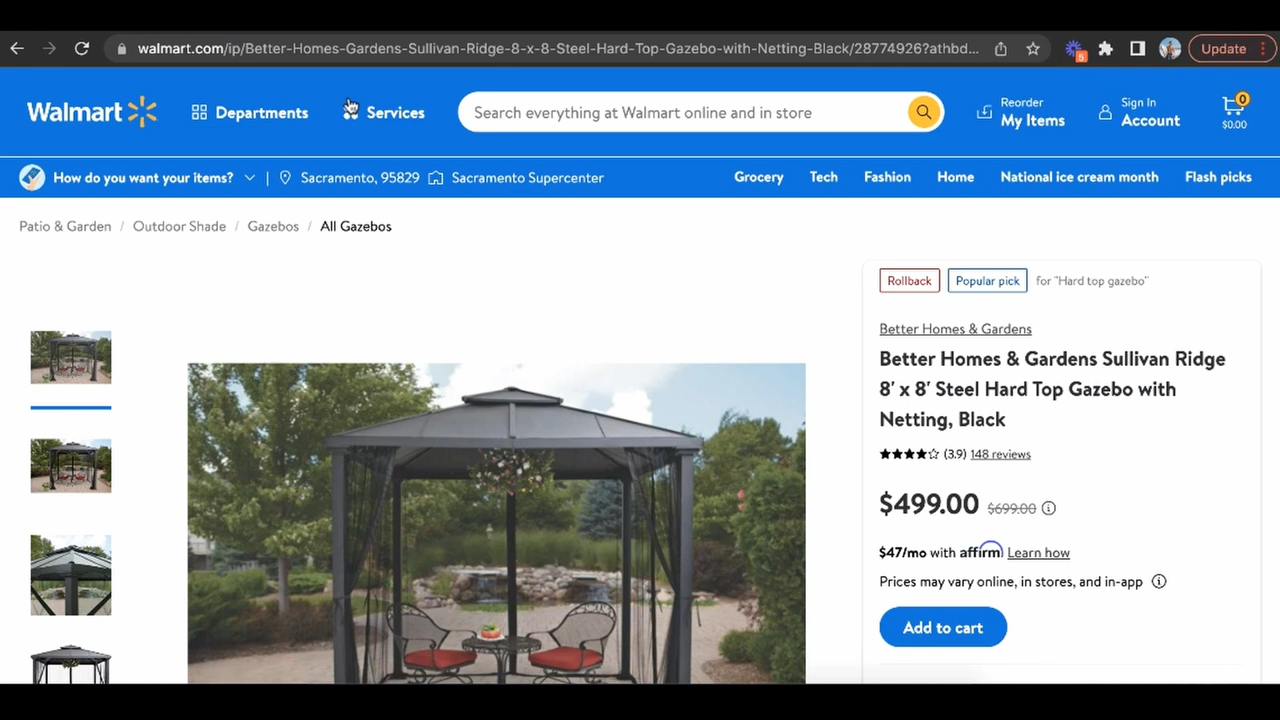 walmart.com/ip/Better-Homes-Gardens-Sullivan-Ridge-8-x-8-Steel-Hard-Top-Gazebo-with-Netting-Black/28774926?athbd...
5
Update
Walmart
Departments
Services
Search everything at Walmart online and in store
Reorder
My Items
Sign In
Account
0
$0.00
How do you want your items?
Sacramento, 95829
Sacramento Supercenter
Grocery
Tech
Fashion
Home
National ice cream month
Flash picks
Patio & Garden / Outdoor Shade / Gazebos / All Gazebos
Rollback
Popular pick
for "Hard top gazebo"
Better Homes & Gardens
Better Homes & Gardens Sullivan Ridge
8' x 8' Steel Hard Top Gazebo with
Netting, Black
(3.9) 148 reviews
$499.00 $699.00
$47/mo with affirm Learn how
Prices may vary online, in stores, and in-app
Add to cart